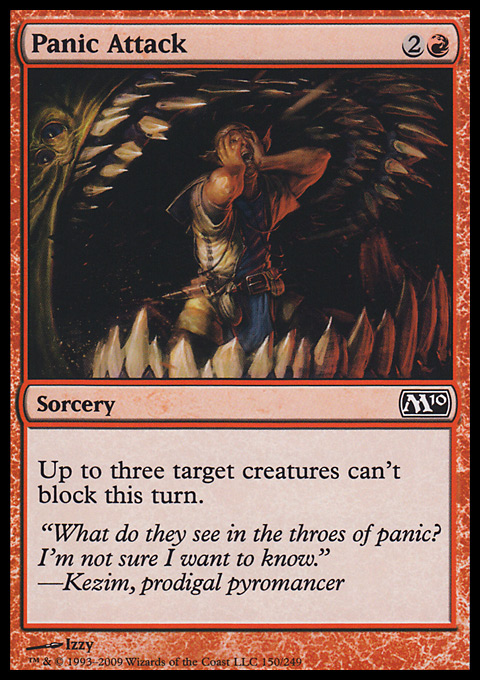 Panic Attack 2
Sorcery M10
Up to three target creatures can't
block this turn.
“What do they see in the throes of panic?
I'm not sure I want to know.”
—Kezim, prodigal pyromancer
Izzy
™ & © 1993–2009 Wizards of the Coast LLC 150/249